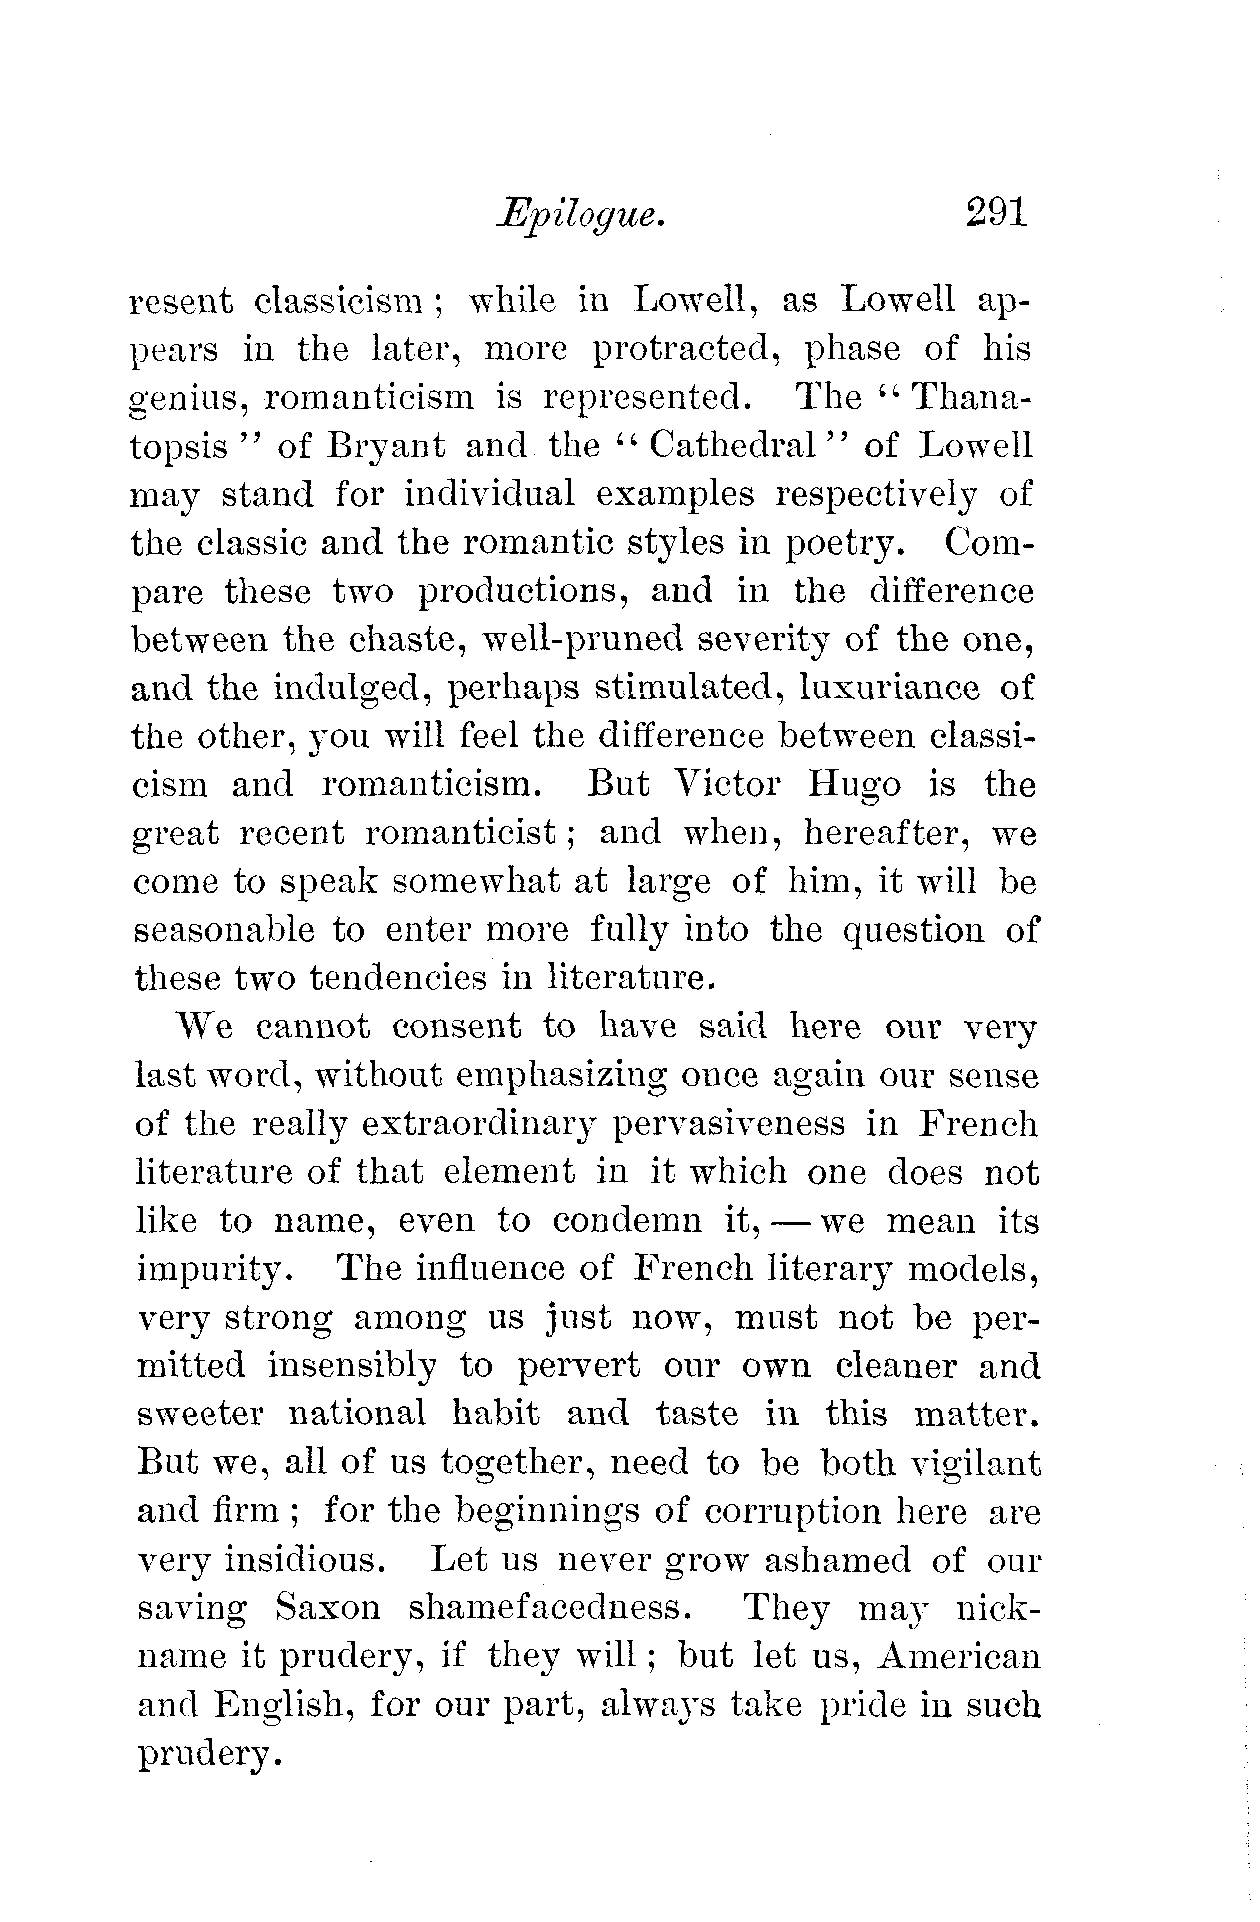 Epilogue. 291
resent classicism ; while in Lowell, as Lowell ap-
pears in the later, more protracted, phase of his
genius, romanticism is represented. The “ Thana-
topsis ” of Bryant and the “ Cathedral ” of Lowell
may stand for individual examples respectively of
the classic and the romantic styles in poetry. Com-
pare these two productions, and in the difference
between the chaste, well-pruned severity of the one,
and the indulged, perhaps stimulated, luxuriance of
the other, you will feel the difference between classi-
cism and romanticism. But Victor Hugo is the
great recent romanticist ; and when, hereafter, we
come to speak somewhat at large of him, it will be
seasonable to enter more fully into the question of
these two tendencies in literature.
We cannot consent to have said here our very
last word, without emphasizing once again our sense
of the really extraordinary pervasiveness in French
literature of that element in it which one does not
like to name, even to condemn it, — we mean its
impurity. The influence of French literary models,
very strong among us just now, must not be per-
mitted insensibly to pervert our own cleaner and
sweeter national habit and taste in this matter.
But we, all of us together, need to be both vigilant
and firm ; for the beginnings of corruption here are
very insidious. Let us never grow ashamed of our
saving Saxon shamefacedness. They may nick-
name it prudery, if they will ; but let us, American
and English, for our part, always take pride in such
prudery.